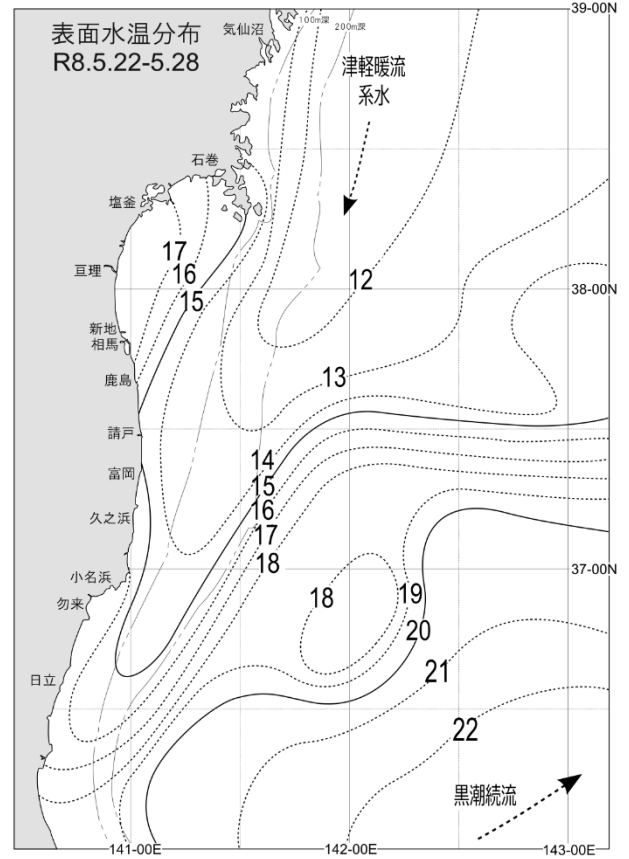 表面水温分布
R8.5.22-5.28
気仙沼
100m深
200m深
39-00N
津軽暖流
系水
石巻
塩釜
17
16
15
亘理
12
38-00N
新地
相馬
13
鹿島
請戸
14
15
16
17
18
富岡
久之浜
37-00N
小名浜
勿来
18
19
20
21
22
日立
黒潮続流
141-00E
142-00E
143-00E